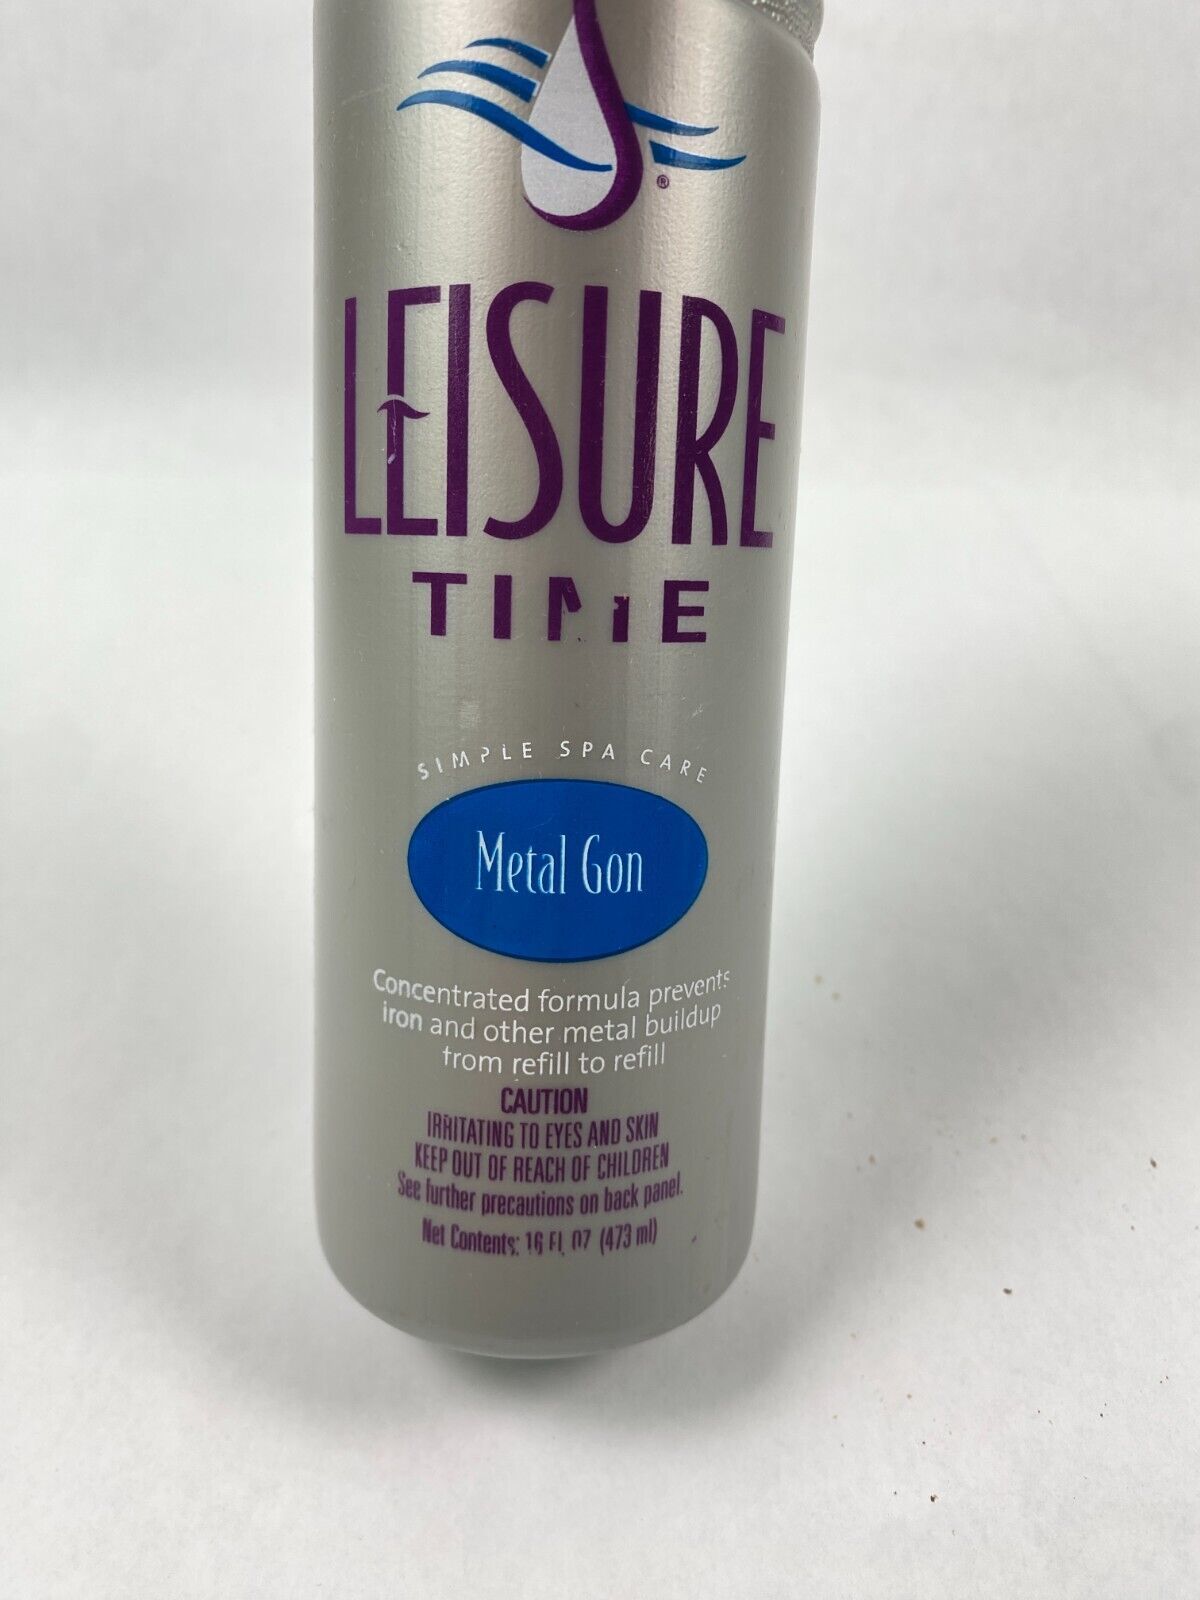 ®
LEISURE
TIME
SIMPLE SPA CARE
Metal Gon
Concentrated formula prevents
iron and other metal buildup
from refill to refill
CAUTION
IRRITATING TO EYES AND SKIN
KEEP OUT OF REACH OF CHILDREN
See further precautions on back panel.
Net Contents: 16 FL OZ (473 ml)